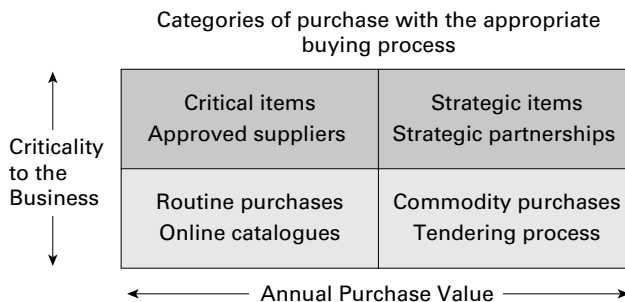 Categories of purchase with the appropriate
buying process
Criticality
to the
Business
Critical items
Approved suppliers
Strategic items
Strategic partnerships
Routine purchases
Online catalogues
Commodity purchases
Tendering process
Annual Purchase Value